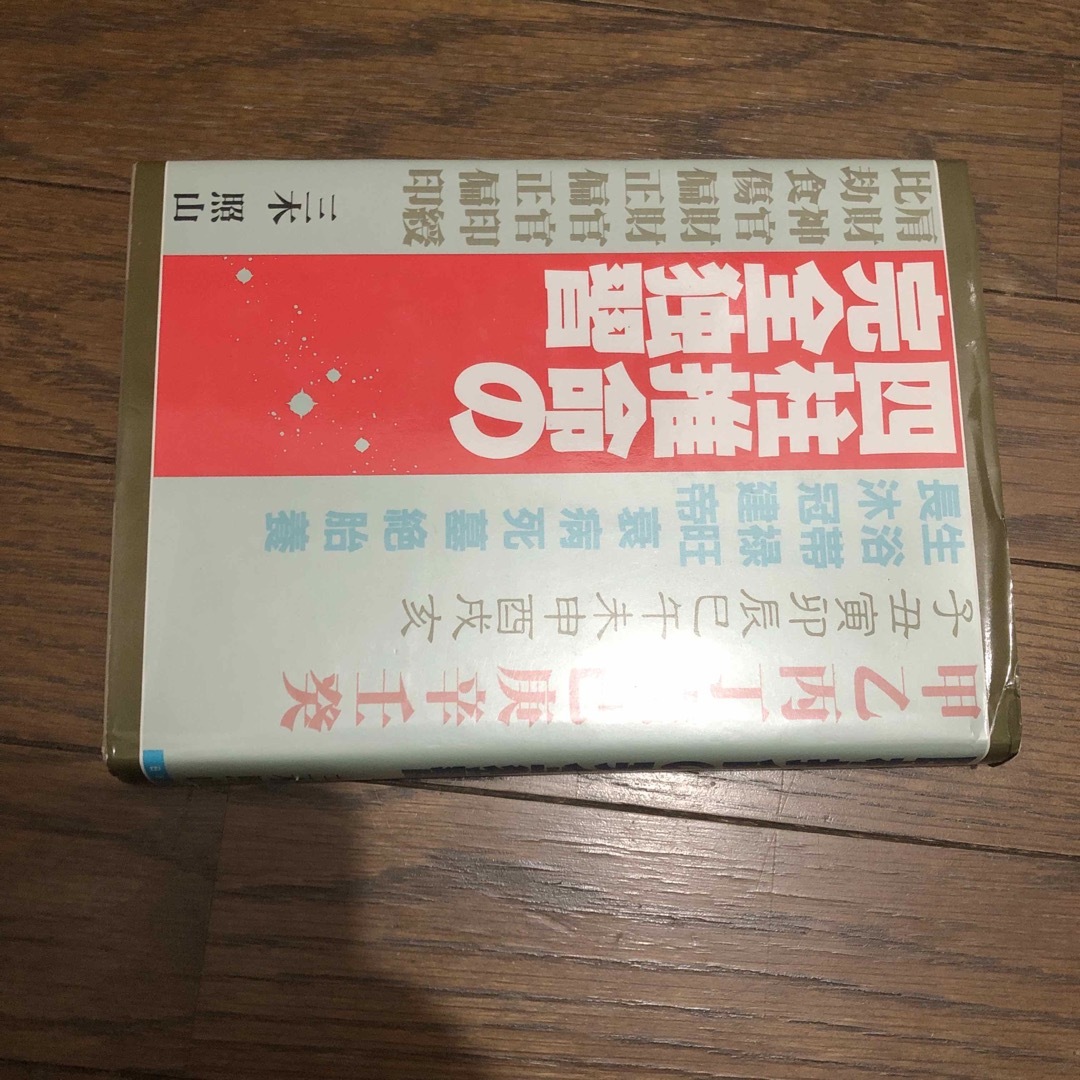 甲乙丙丁己庚辛壬癸
子丑寅卯辰巳午未申酉戌亥
長生
沐浴
冠帯
建禄
帝旺
衰
病
死
墓
絶
胎
養
四柱推命の
完全独習
比肩
劫財
食神
傷官
偏財
正財
偏官
正官
偏印
印綬
三木照山